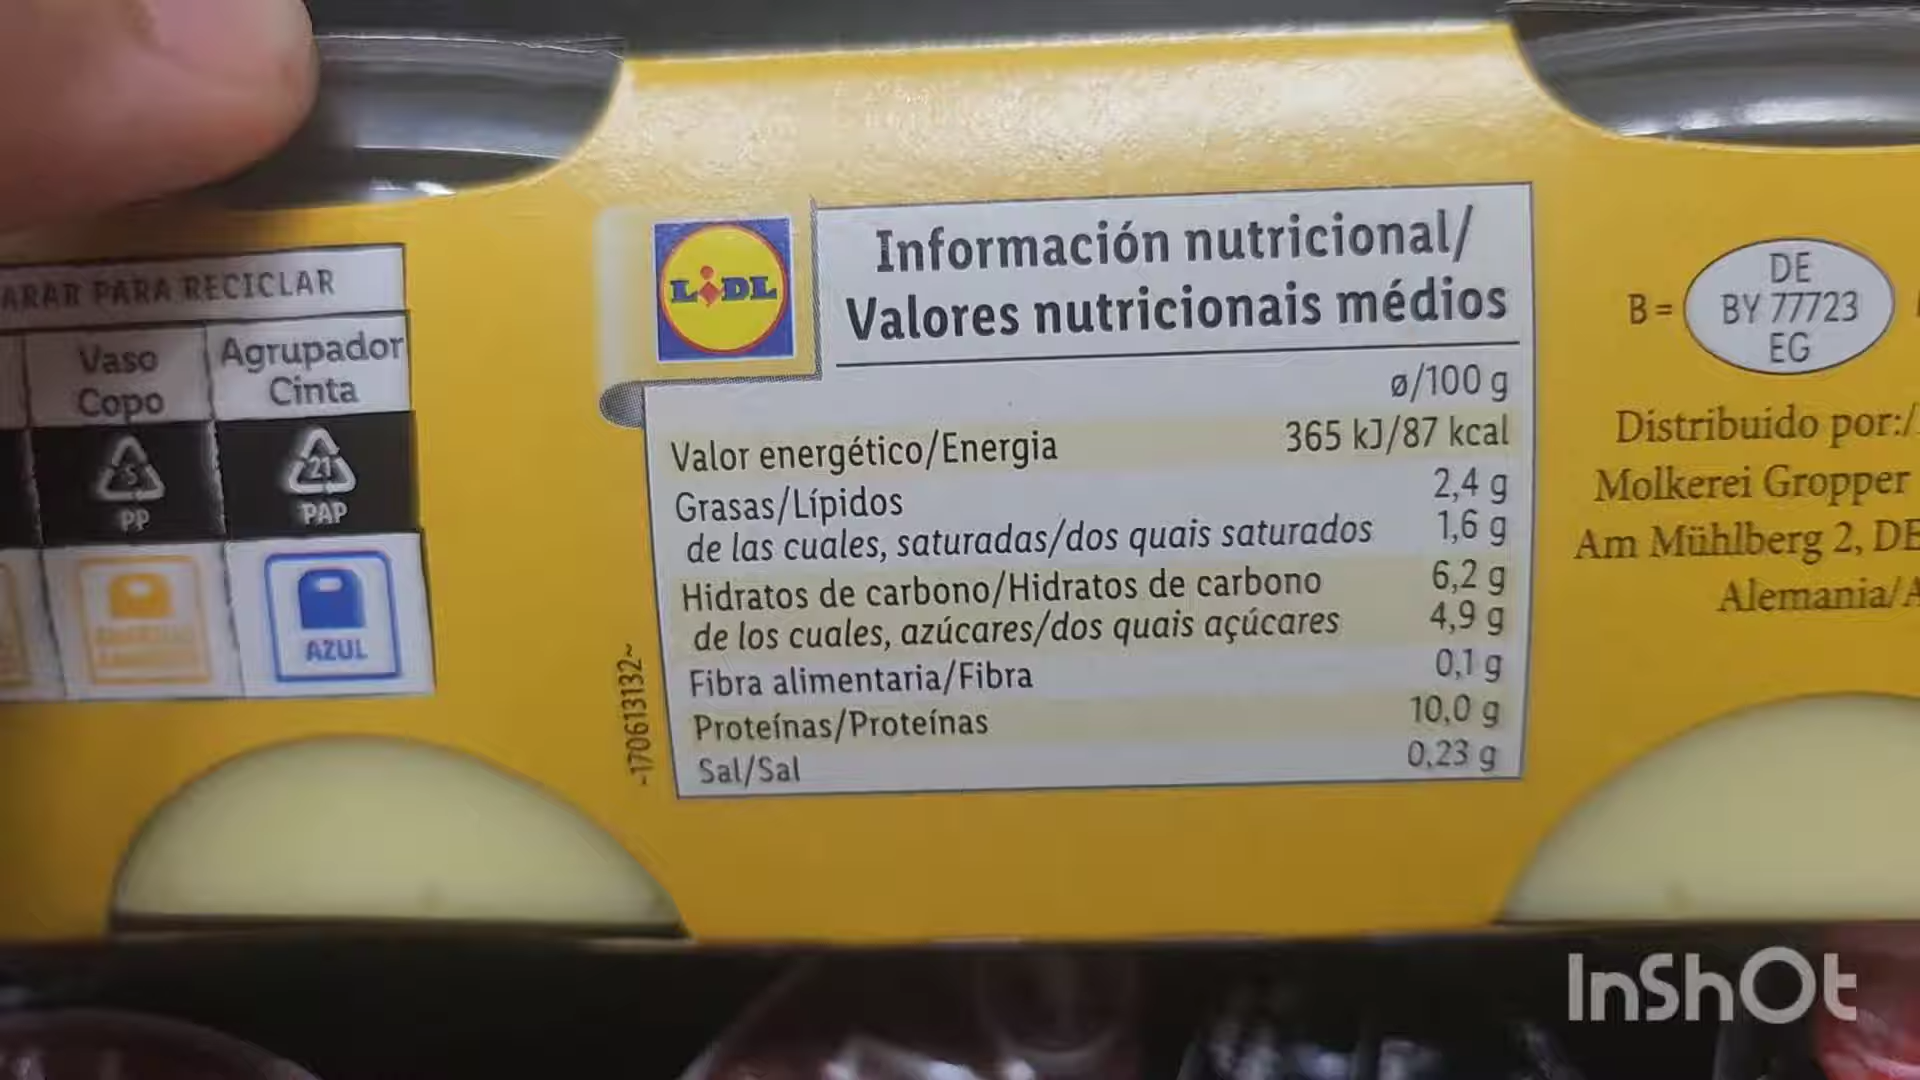 ARAR PARA RECICLAR
Vaso
Copo
Agrupador
Cinta
5
PP
21
PAP
AZUL
LIDL
Información nutricional/
Valores nutricionais médios
ø/100 g
Valor energético/Energia 365 kJ/87 kcal
Grasas/Lípidos 2,4 g
de las cuales, saturadas/dos quais saturados 1,6 g
Hidratos de carbono/Hidratos de carbono 6,2 g
de los cuales, azúcares/dos quais açúcares 4,9 g
Fibra alimentaria/Fibra 0,1 g
Proteínas/Proteínas 10,0 g
Sal/Sal 0,23 g
-170613132~
B =
DE
BY 77723
EG
Distribuido por:/
Molkerei Gropper
Am Mühlberg 2, DE
Alemania/A
InShOt